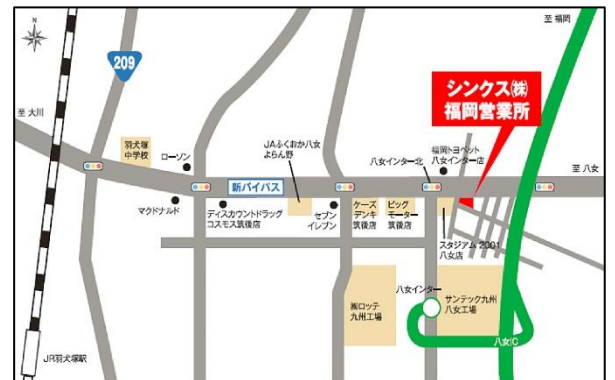 N
至 福岡
209
シンクス㈱
福岡営業所
至 大川
羽犬塚
中学校
ローソン
JAふくおか八女
よらん野
八女インター北
福岡トヨペット
八女インター店
至 八女
新バイパス
マクドナルド
ディスカウントドラッグ
コスモス筑後店
セブン
イレブン
ケーズ
デンキ
筑後店
ビッグ
モーター
筑後店
スタジアム 2001
八女店
㈱ロッテ
九州工場
八女インター
サンテック九州
八女工場
八女IC
JR羽犬塚駅